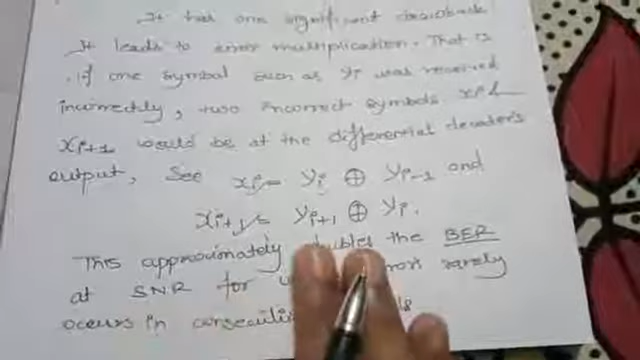 It has one significant drawback
It leads to error multiplication. That is
if one symbol such as yi was received
incorrectly, two incorrect symbols xi &
xi+1 would be at the differential decoder's
output, See xi = yi ⊕ yi-1 and
xi+1 = yi+1 ⊕ yi.
This approximately the BER
at SNR for rarely
occurs in